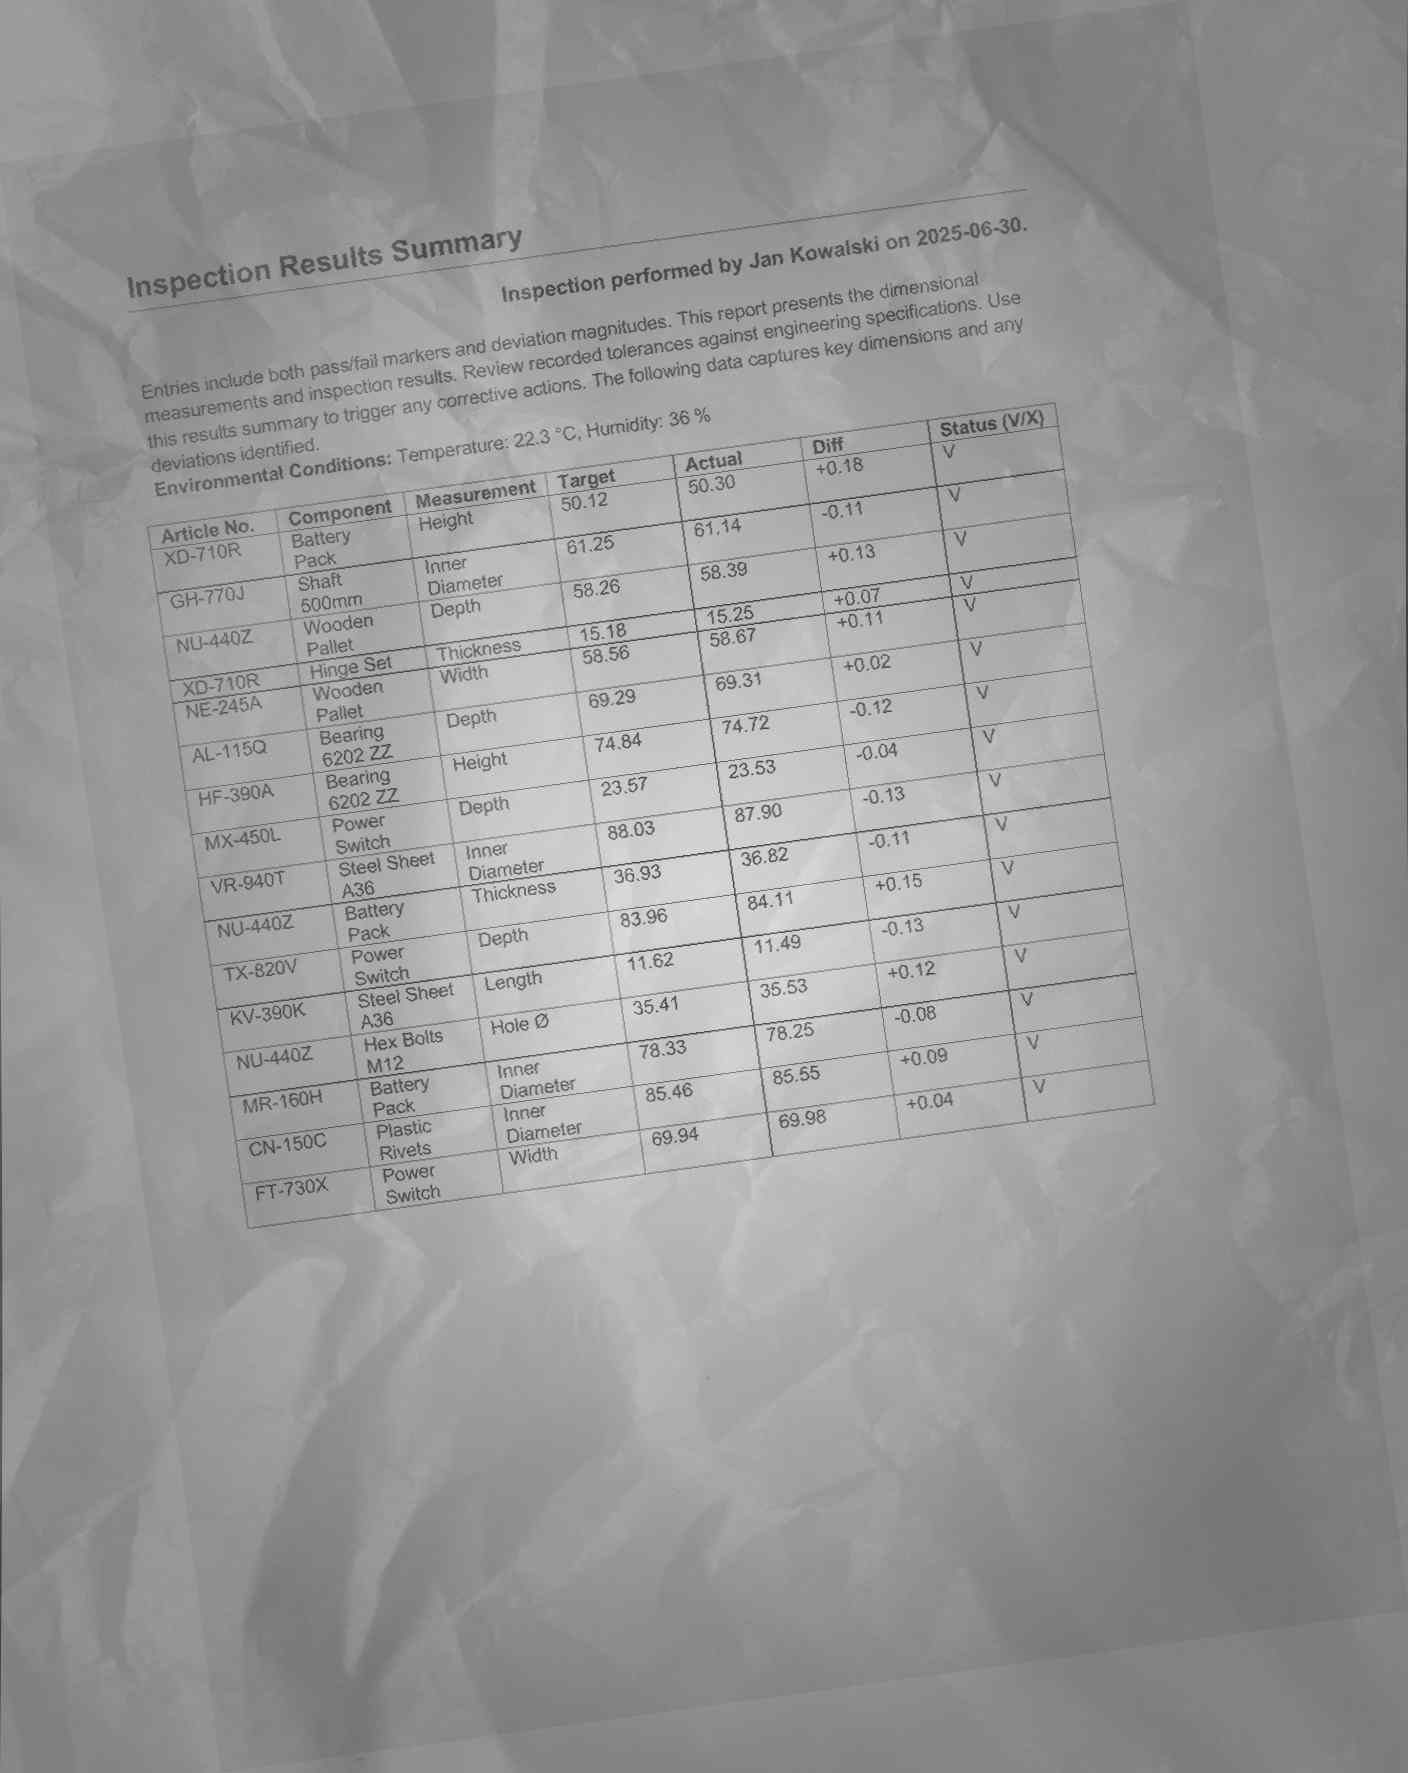 Inspection Results Summary
Inspection performed by Jan Kowalski on 2025-06-30.
Entries include both pass/fail markers and deviation magnitudes. This report presents the dimensional
measurements and inspection results. Review recorded tolerances against engineering specifications. Use
this results summary to trigger any corrective actions. The following data captures key dimensions and any
deviations identified.
Environmental Conditions: Temperature: 22.3 °C, Humidity: 36 %
Article No. Component Measurement Target Actual Diff Status (V/X)
XD-710R Battery Pack Height 50.12 50.30 +0.18 V
GH-770J Shaft 500mm Inner Diameter 61.25 61.14 -0.11 V
NU-440Z Wooden Pallet Depth 58.26 58.39 +0.13 V
XD-710R Hinge Set Thickness 15.18 15.25 +0.07 V
NE-245A Wooden Pallet Width 58.56 58.67 +0.11 V
AL-115Q Bearing 6202 ZZ Depth 69.29 69.31 +0.02 V
HF-390A Bearing 6202 ZZ Height 74.84 74.72 -0.12 V
MX-450L Power Switch Depth 23.57 23.53 -0.04 V
VR-940T Steel Sheet A36 Inner Diameter 88.03 87.90 -0.13 V
NU-440Z Battery Pack Thickness 36.93 36.82 -0.11 V
TX-820V Power Switch Depth 83.96 84.11 +0.15 V
KV-390K Steel Sheet A36 Length 11.62 11.49 -0.13 V
NU-440Z Hex Bolts M12 Hole Ø 35.41 35.53 +0.12 V
MR-160H Battery Pack Inner Diameter 78.33 78.25 -0.08 V
CN-150C Plastic Rivets Inner Diameter 85.46 85.55 +0.09 V
FT-730X Power Switch Width 69.94 69.98 +0.04 V